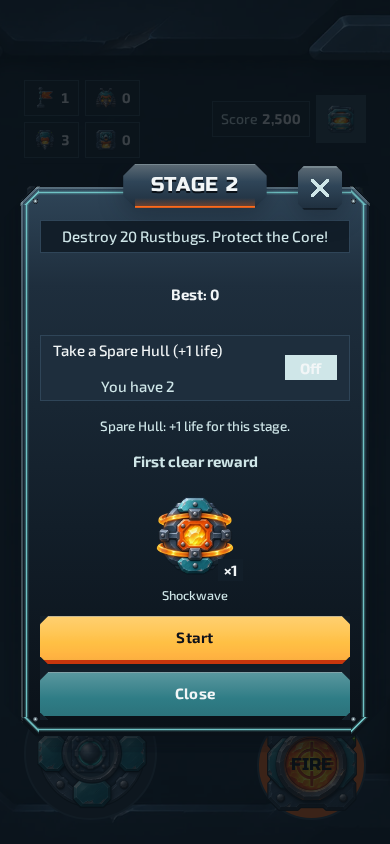 1
0
3
0
Score 2,500
STAGE 2
Destroy 20 Rustbugs. Protect the Core!
Best: 0
Take a Spare Hull (+1 life)
You have 2
Off
Spare Hull: +1 life for this stage.
First clear reward
×1
Shockwave
Start
Close
FIRE